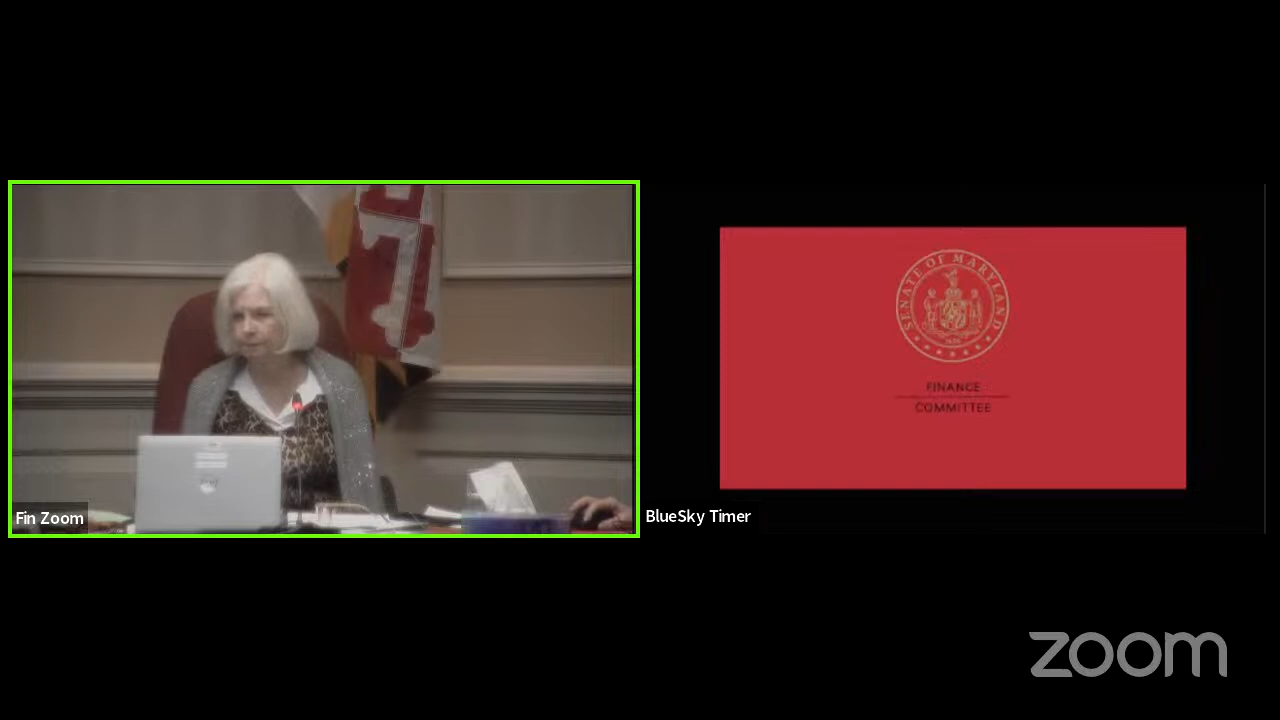 SENATE OF MARYLAND
FINANCE
COMMITTEE
Fin Zoom
BlueSky Timer
zoom